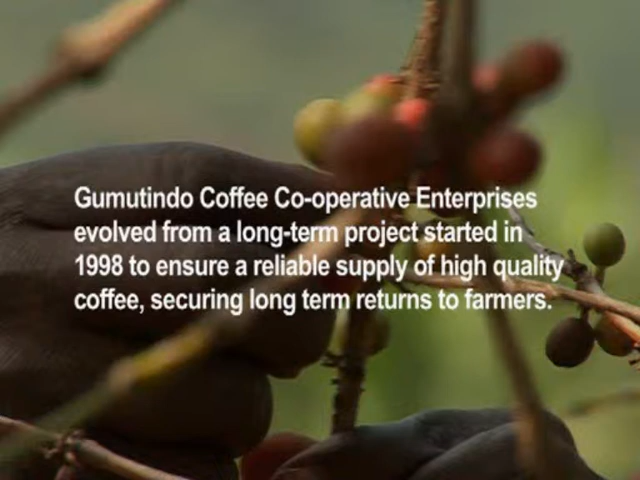 Gumutindo Coffee Co-operative Enterprises
evolved from a long-term project started in
1998 to ensure a reliable supply of high quality
coffee, securing long term returns to farmers.